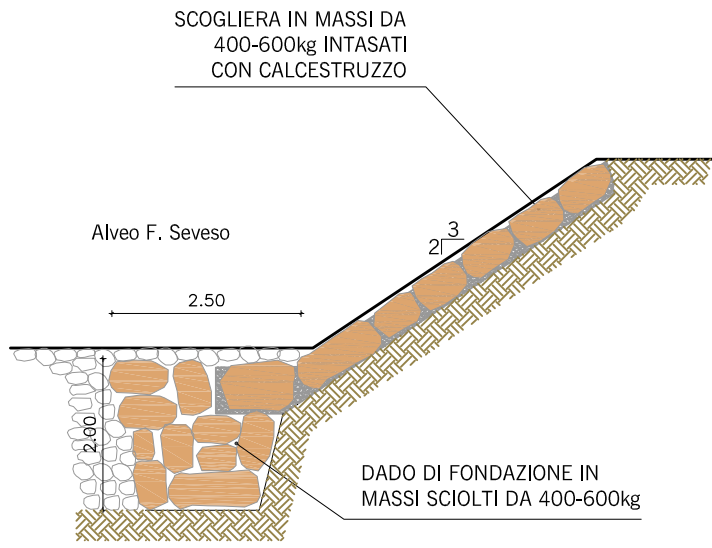 SCOGLIERA IN MASSI DA
400-600kg INTASATI
CON CALCESTRUZZO
3
2
Alveo F. Seveso
2.50
2.00
DADO DI FONDAZIONE IN
MASSI SCIOLTI DA 400-600kg